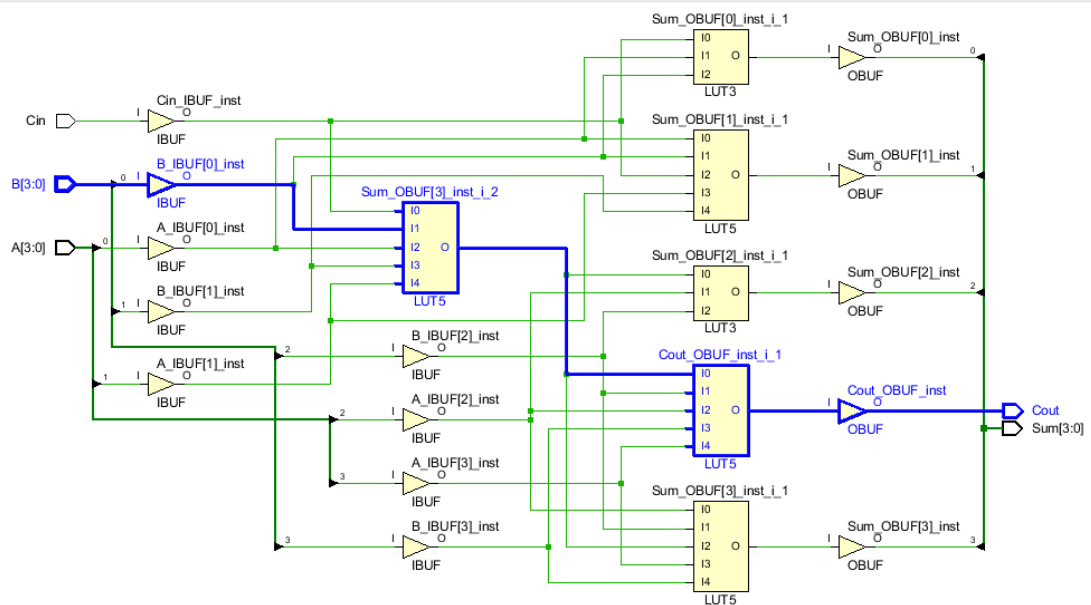 Sum_OBUF[0]_inst_i_1
I0
I1
I2
O
LUT3
Sum_OBUF[0]_inst
I
O
OBUF
0
Cin
Cin_IBUF_inst
I
O
IBUF
Sum_OBUF[1]_inst_i_1
I0
I1
I2
I3
I4
O
LUT5
Sum_OBUF[1]_inst
I
O
OBUF
1
B[3:0]
0
B_IBUF[0]_inst
I
O
IBUF
Sum_OBUF[3]_inst_i_2
I0
I1
I2
I3
I4
O
LUT5
A[3:0]
0
A_IBUF[0]_inst
I
O
IBUF
Sum_OBUF[2]_inst_i_1
I0
I1
I2
O
LUT3
Sum_OBUF[2]_inst
I
O
OBUF
2
1
B_IBUF[1]_inst
I
O
IBUF
2
B_IBUF[2]_inst
I
O
IBUF
1
A_IBUF[1]_inst
I
O
IBUF
Cout_OBUF_inst_i_1
I0
I1
I2
I3
I4
O
LUT5
Cout_OBUF_inst
I
O
OBUF
Cout
Sum[3:0]
2
A_IBUF[2]_inst
I
O
IBUF
3
A_IBUF[3]_inst
I
O
IBUF
3
B_IBUF[3]_inst
I
O
IBUF
Sum_OBUF[3]_inst_i_1
I0
I1
I2
I3
I4
O
LUT5
Sum_OBUF[3]_inst
I
O
OBUF
3